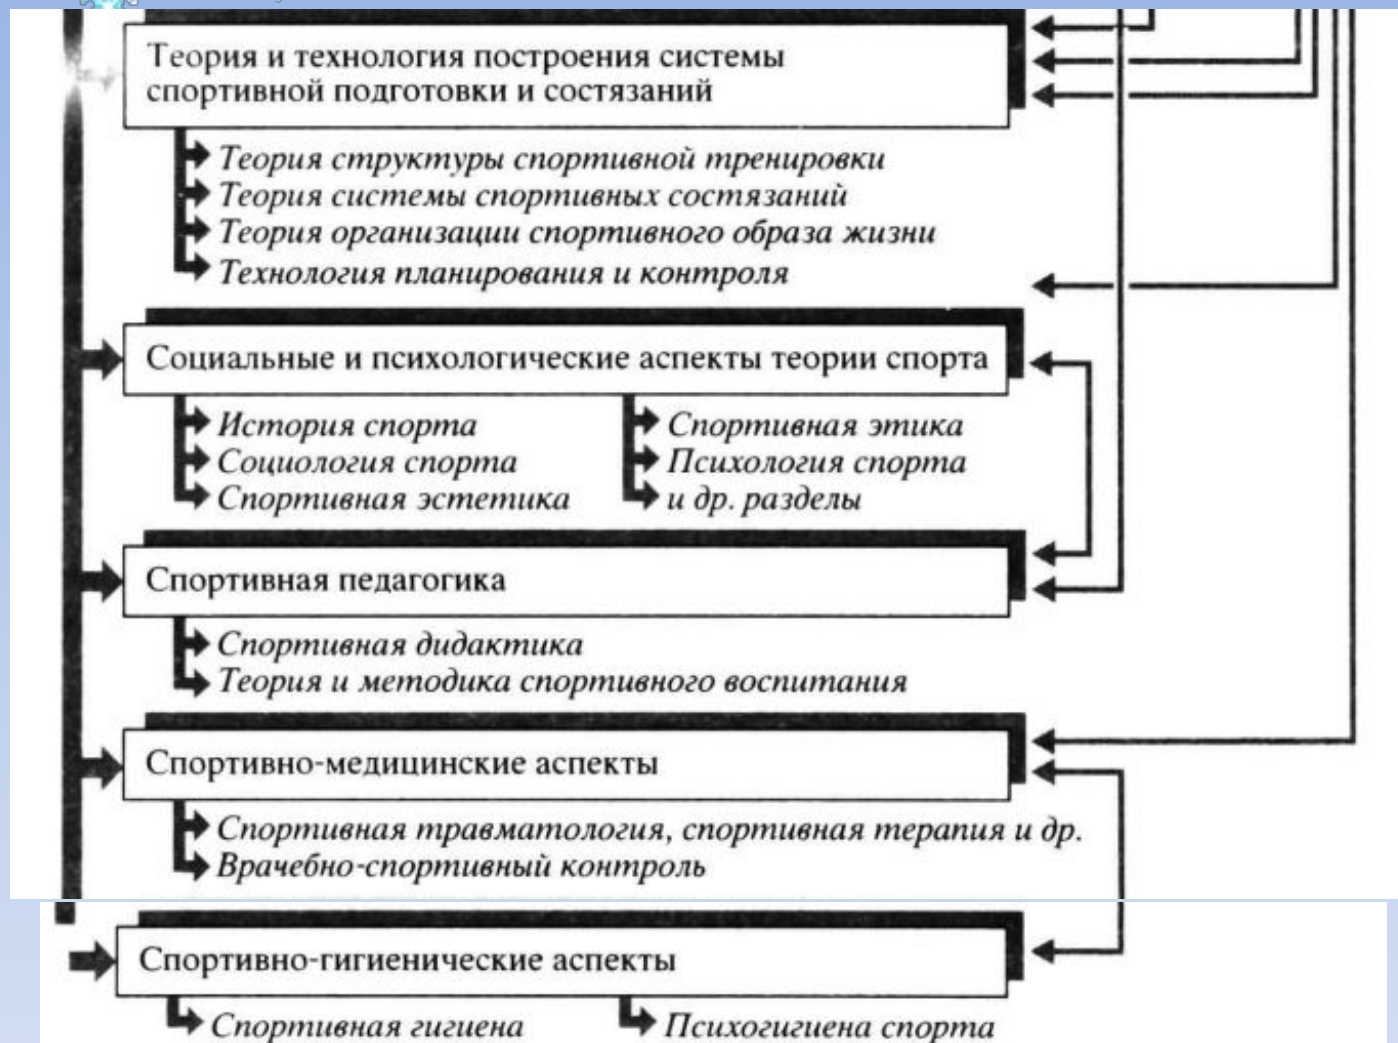 Теория и технология построения системы
спортивной подготовки и состязаний
Теория структуры спортивной тренировки
Теория системы спортивных состязаний
Теория организации спортивного образа жизни
Технология планирования и контроля
Социальные и психологические аспекты теории спорта
История спорта
Социология спорта
Спортивная эстетика
Спортивная этика
Психология спорта
и др. разделы
Спортивная педагогика
Спортивная дидактика
Теория и методика спортивного воспитания
Спортивно-медицинские аспекты
Спортивная травматология, спортивная терапия и др.
Врачебно-спортивный контроль
Спортивно-гигиенические аспекты
Спортивная гигиена
Психогигиена спорта